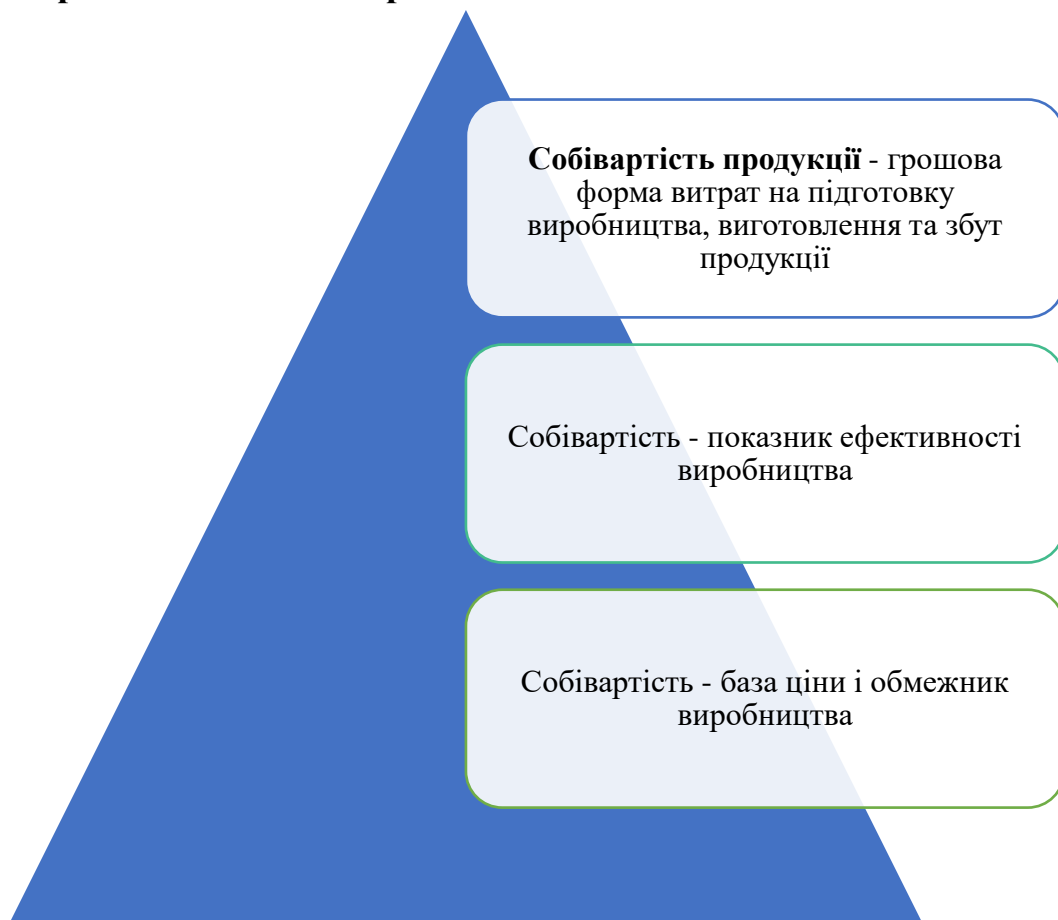 Собівартість продукції - грошова
форма витрат на підготовку
виробництва, виготовлення та збут
продукції
Собівартість - показник ефективності
виробництва
Собівартість - база ціни і обмежник
виробництва